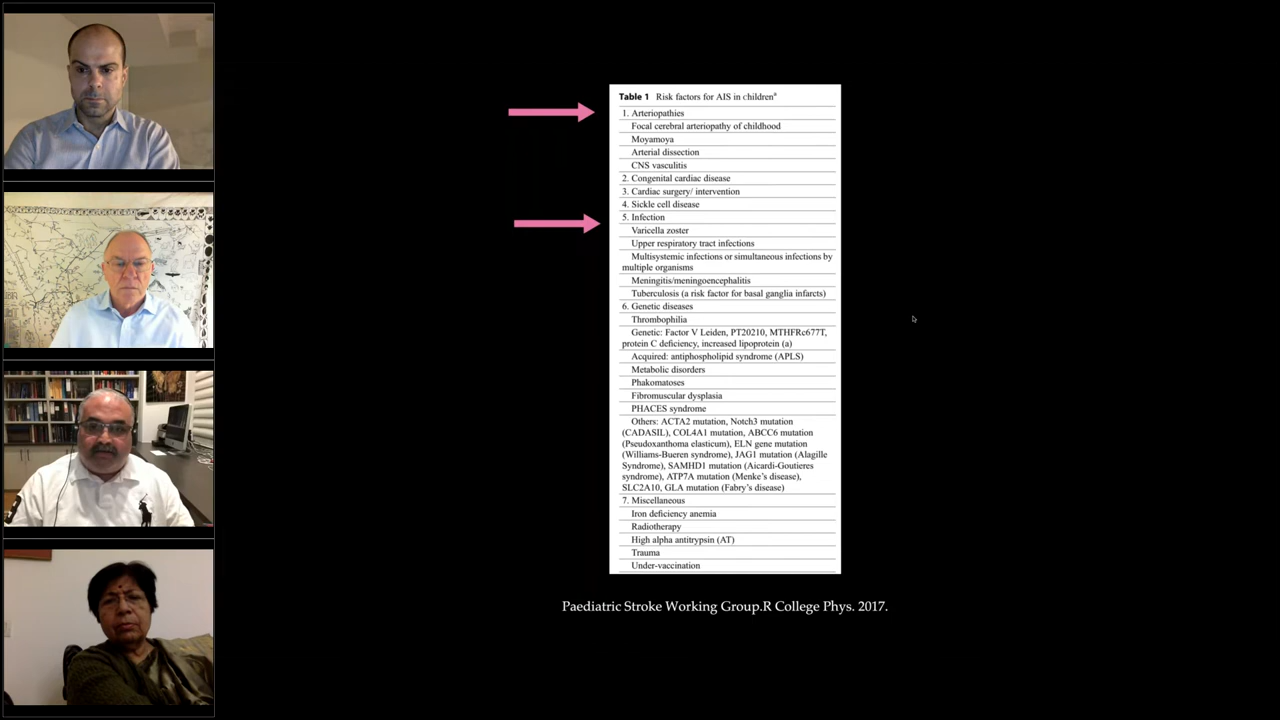 Table 1 Risk factors for AIS in childrenª
1. Arteriopathies
Focal cerebral arteriopathy of childhood
Moyamoya
Arterial dissection
CNS vasculitis
2. Congenital cardiac disease
3. Cardiac surgery/ intervention
4. Sickle cell disease
5. Infection
Varicella zoster
Upper respiratory tract infections
Multisystemic infections or simultaneous infections by
multiple organisms
Meningitis/meningoencephalitis
Tuberculosis (a risk factor for basal ganglia infarcts)
6. Genetic diseases
Thrombophilia
Genetic: Factor V Leiden, PT20210, MTHFRc677T,
protein C deficiency, increased lipoprotein (a)
Acquired: antiphospholipid syndrome (APLS)
Metabolic disorders
Phakomatoses
Fibromuscular dysplasia
PHACES syndrome
Others: ACTA2 mutation, Notch3 mutation
(CADASIL), COL4A1 mutation, ABCC6 mutation
(Pseudoxanthoma elasticum), ELN gene mutation
(Williams-Bueren syndrome), JAG1 mutation (Alagille
Syndrome), SAMHD1 mutation (Aicardi-Goutieres
syndrome), ATP7A mutation (Menke's disease),
SLC2A10, GLA mutation (Fabry's disease)
7. Miscellaneous
Iron deficiency anemia
Radiotherapy
High alpha antitrypsin (AT)
Trauma
Under-vaccination
Paediatric Stroke Working Group.R College Phys. 2017.